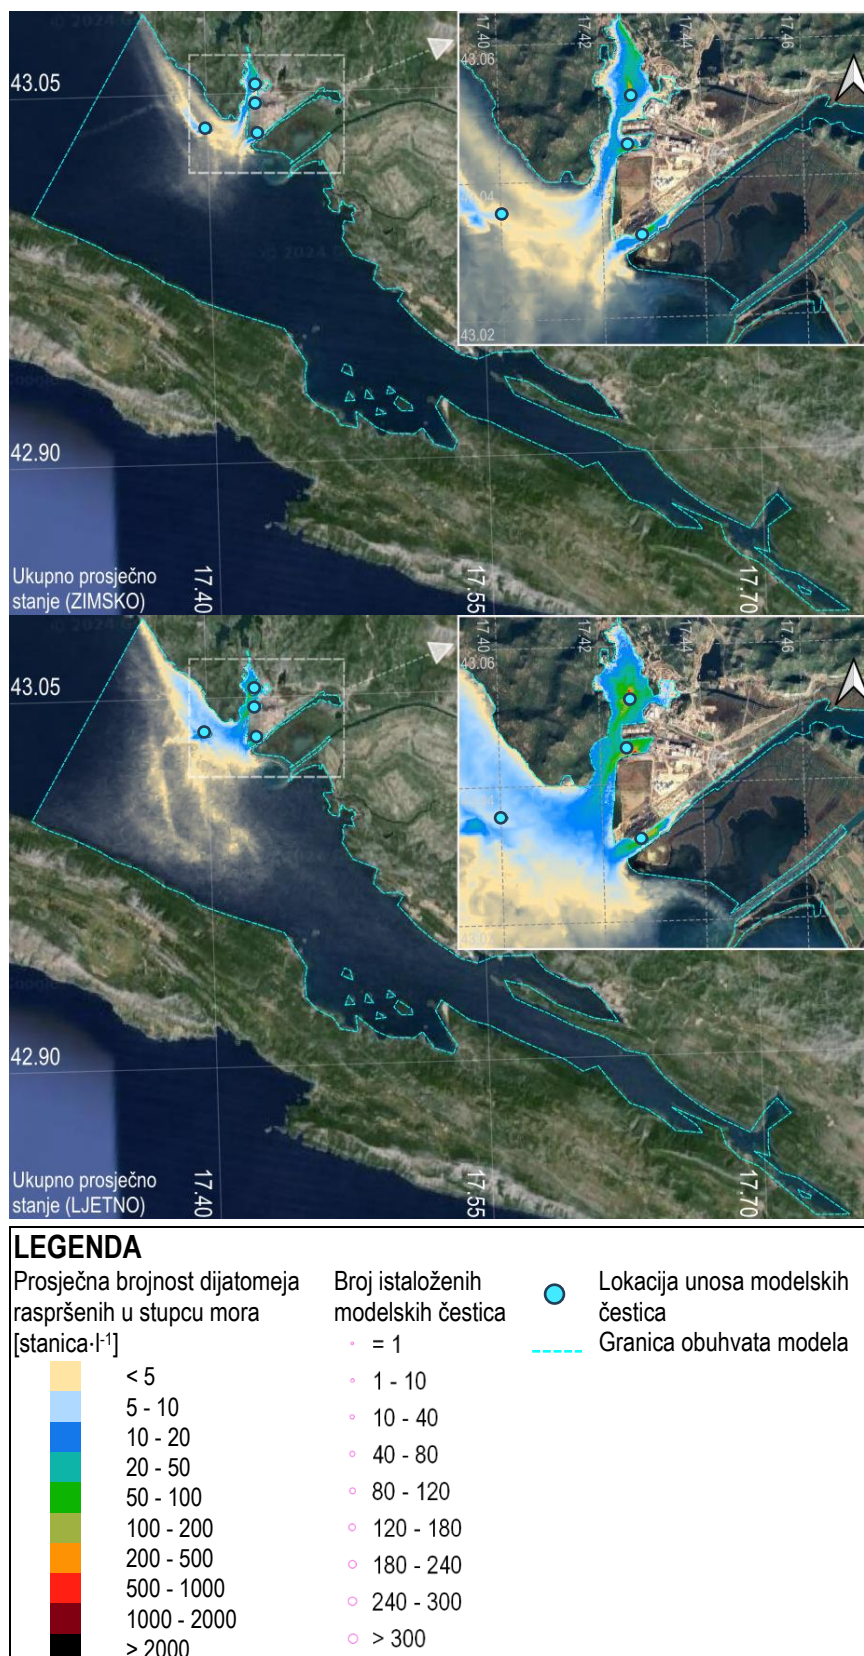 © 2024 G
17.40
17.42
17.44
17.46
43.06
43.05
43.04
43.02
© 2024 G
Google
42.90
Ukupno prosječno
stanje (ZIMSKO)
17.40
17.55
17.70
© 2024 G
17.40
17.42
17.44
17.46
43.06
43.05
© 2024
42.90
Ukupno prosječno
stanje (LJETNO)
17.40
17.55
17.70
LEGENDA
Prosječna brojnost dijatomeja
raspršenih u stupcu mora
[stanica·l-1]
< 5
5 - 10
10 - 20
20 - 50
50 - 100
100 - 200
200 - 500
500 - 1000
1000 - 2000
> 2000
Broj istaloženih
modelskih čestica
= 1
1 - 10
10 - 40
40 - 80
80 - 120
120 - 180
180 - 240
240 - 300
> 300
Lokacija unosa modelskih
čestica
Granica obuhvata modela